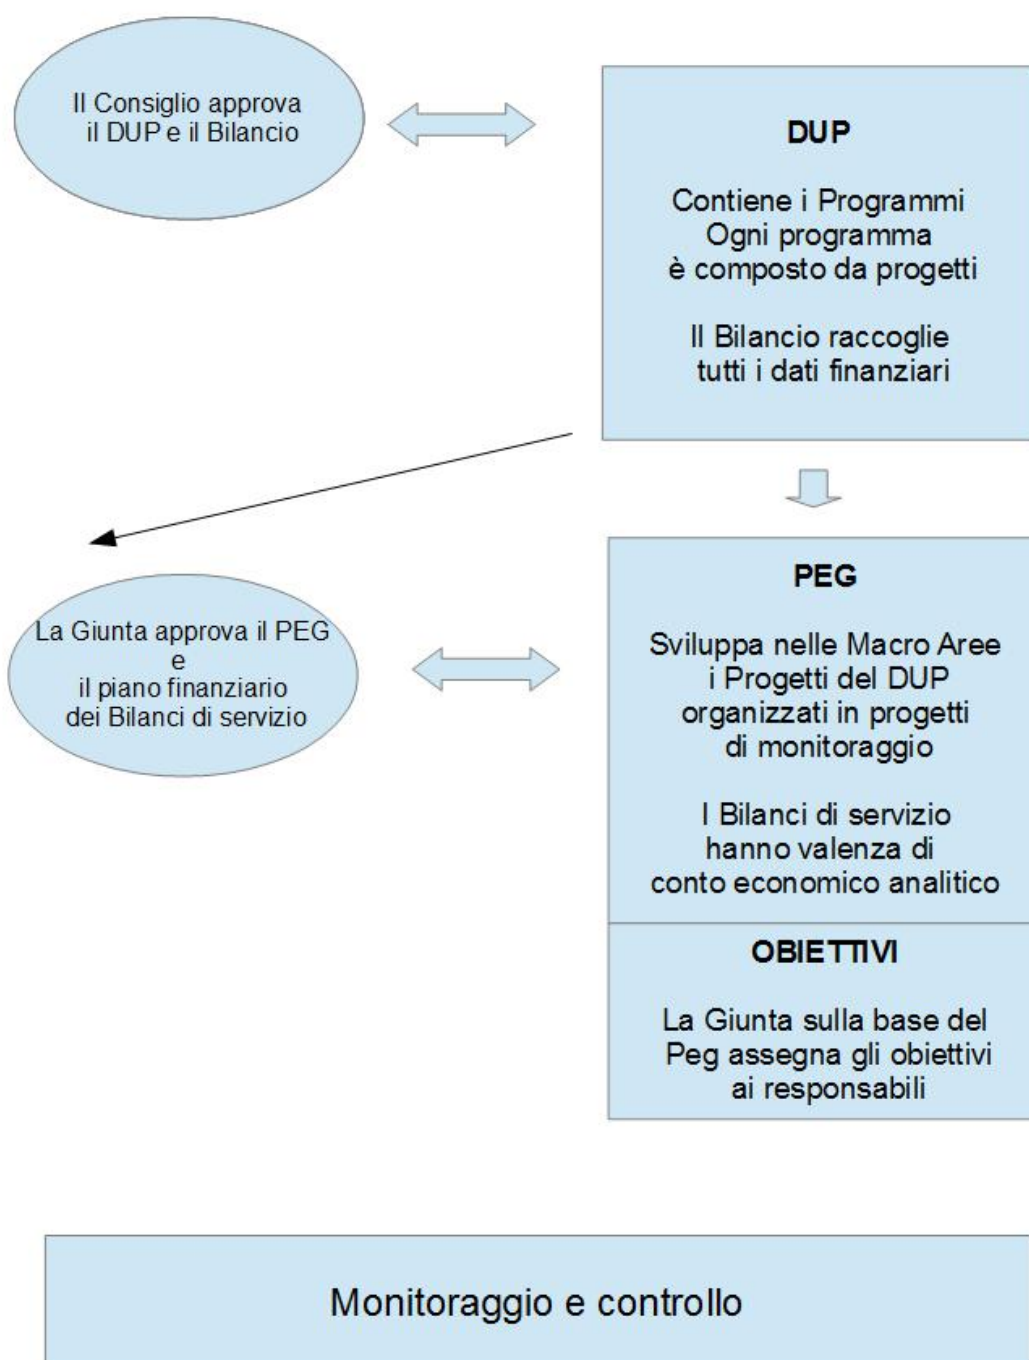 Il Consiglio approva
il DUP e il Bilancio
DUP
Contiene i Programmi
Ogni programma
è composto da progetti
Il Bilancio raccoglie
tutti i dati finanziari
La Giunta approva il PEG
e
il piano finanziario
dei Bilanci di servizio
PEG
Sviluppa nelle Macro Aree
i Progetti del DUP
organizzati in progetti
di monitoraggio
I Bilanci di servizio
hanno valenza di
conto economico analitico
OBIETTIVI
La Giunta sulla base del
Peg assegna gli obiettivi
ai responsabili
Monitoraggio e controllo